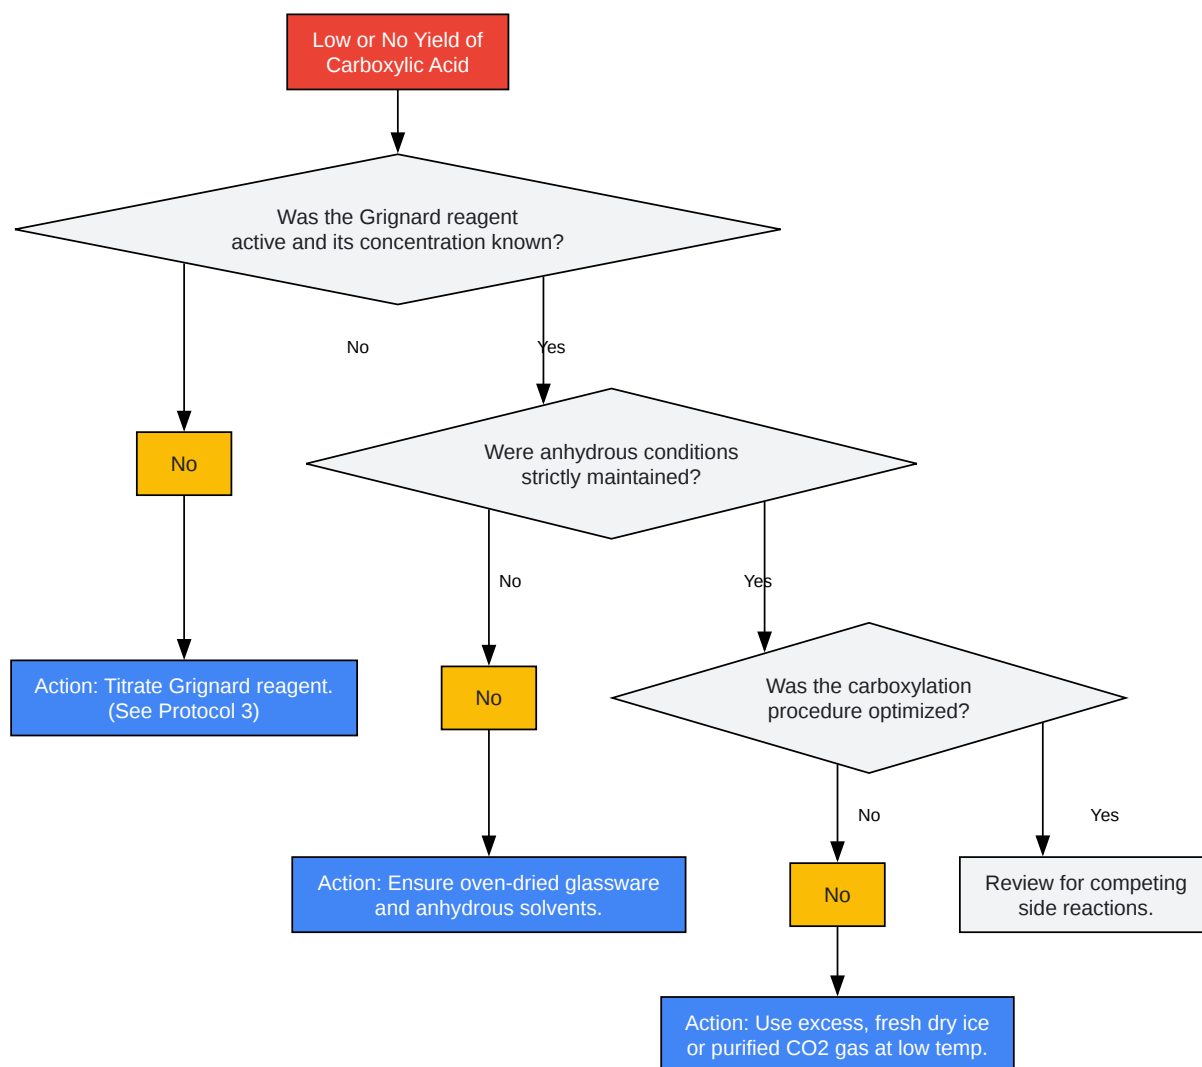 Low or No Yield of
Carboxylic Acid
Was the Grignard reagent
active and its concentration known?
No
Yes
Were anhydrous conditions
strictly maintained?
No
No
Yes
Action: Titrate Grignard reagent.
(See Protocol 3)
Was the carboxylation
procedure optimized?
No
No
Yes
Action: Ensure oven-dried glassware
and anhydrous solvents.
No
Review for competing
side reactions.
Action: Use excess, fresh dry ice
or purified CO2 gas at low temp.